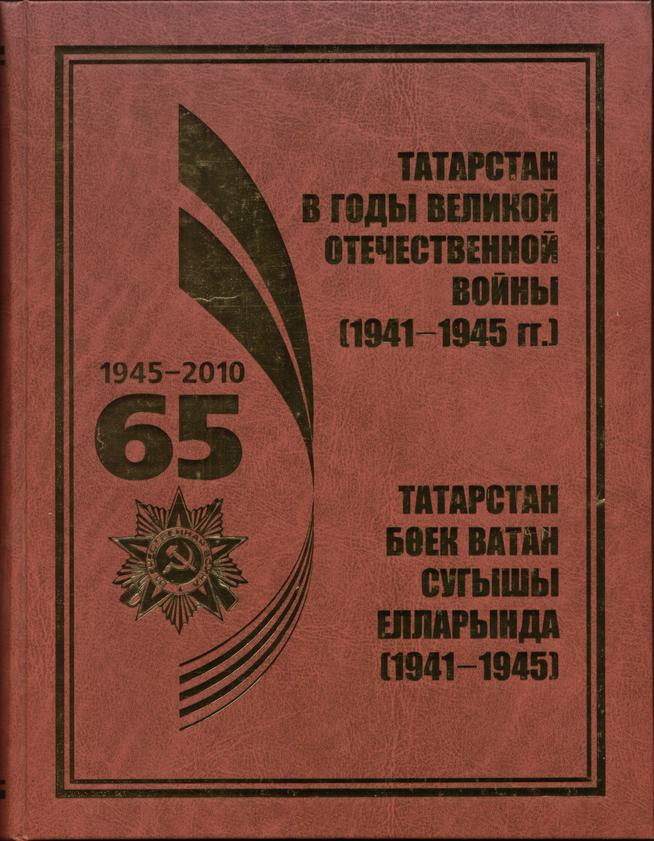 ТАТАРСТАН
В ГОДЫ ВЕЛИКОЙ
ОТЕЧЕСТВЕННОЙ
ВОЙНЫ
(1941–1945 гг.)
1945–2010
65
ТАТАРСТАН
БӨЕК ВАТАН
СУГЫШЫ
ЕЛЛАРЫНДА
(1941–1945)